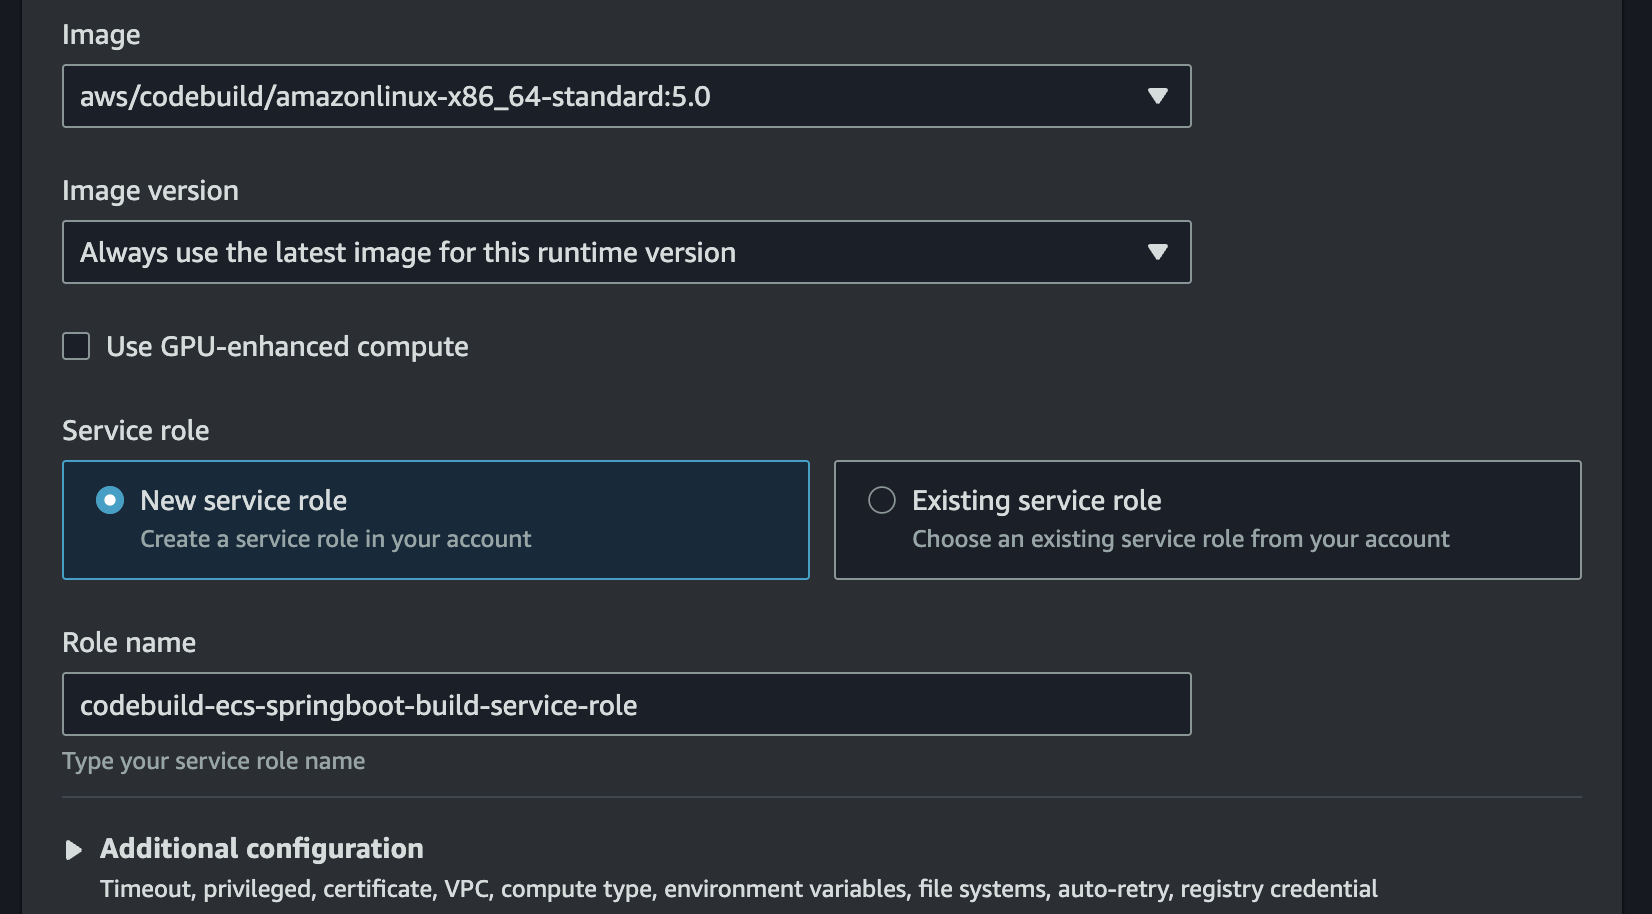 Image
aws/codebuild/amazonlinux-x86_64-standard:5.0
Image version
Always use the latest image for this runtime version
Use GPU-enhanced compute
Service role
New service role
Create a service role in your account
Existing service role
Choose an existing service role from your account
Role name
codebuild-ecs-springboot-build-service-role
Type your service role name
Additional configuration
Timeout, privileged, certificate, VPC, compute type, environment variables, file systems, auto-retry, registry credential